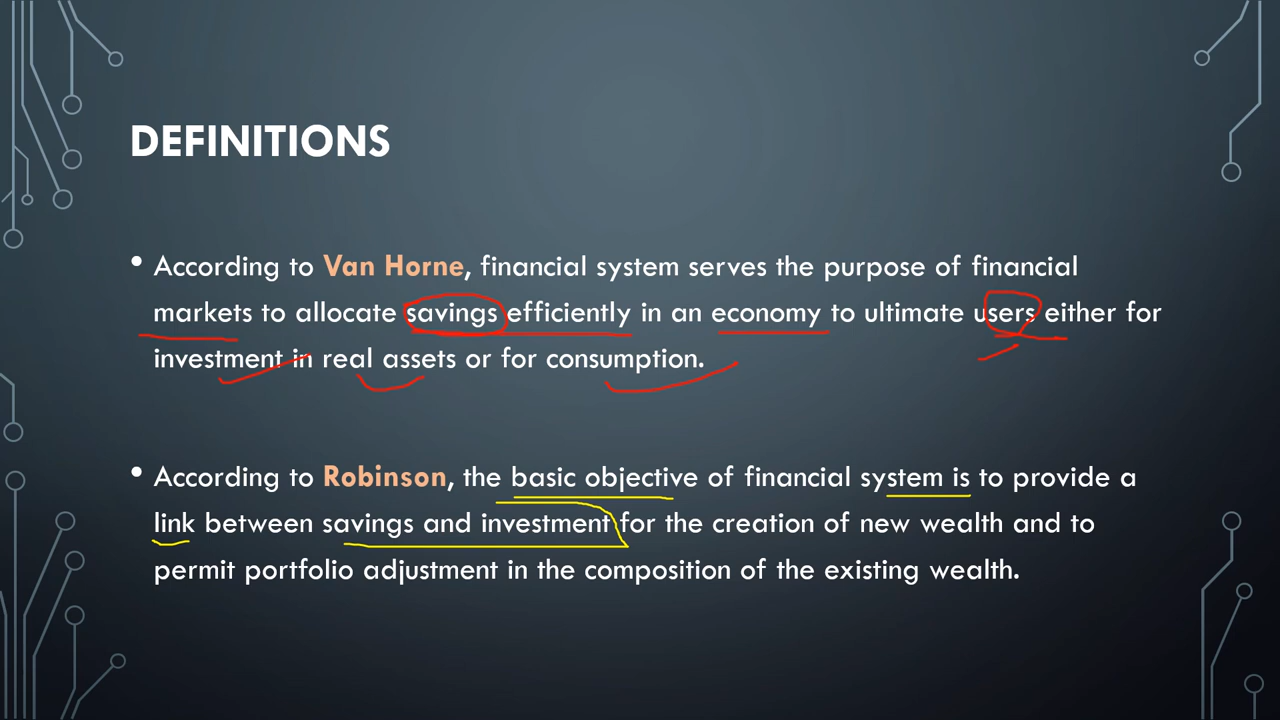 DEFINITIONS
• According to Van Horne, financial system serves the purpose of financial
markets to allocate savings efficiently in an economy to ultimate users either for
investment in real assets or for consumption.
• According to Robinson, the basic objective of financial system is to provide a
link between savings and investment for the creation of new wealth and to
permit portfolio adjustment in the composition of the existing wealth.